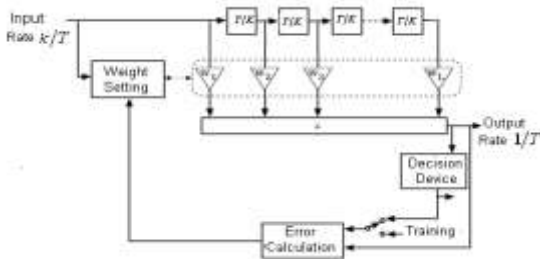 Input
Rate k/T
T/K T/K T/K T/K
Weight
Setting
Output
Rate 1/T
Decision
Device
Training
Error
Calculation